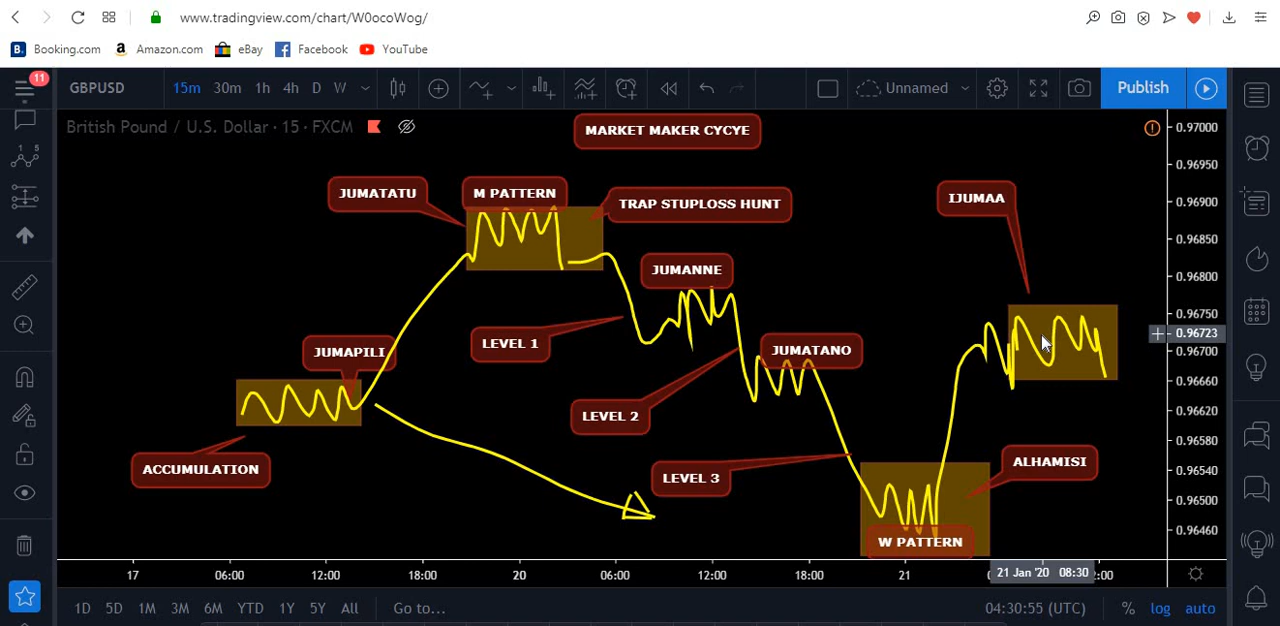 www.tradingview.com/chart/W0ocoWog/
Booking.com Amazon.com eBay Facebook YouTube
11
GBPUSD 15m 30m 1h 4h D W Unnamed Publish
British Pound / U.S. Dollar · 15 · FXCM
MARKET MAKER CYCYE
JUMATATU
M PATTERN
TRAP STUPLOSS HUNT
IJUMAA
JUMANNE
LEVEL 1
JUMAPILI
JUMATANO
LEVEL 2
ACCUMULATION
LEVEL 3
ALHAMISI
W PATTERN
0.97000
0.96950
0.96900
0.96850
0.96800
0.96750
0.96723
0.96700
0.96660
0.96620
0.96580
0.96540
0.96500
0.96460
17 06:00 12:00 18:00 20 06:00 12:00 18:00 21 21 Jan '20 08:30 2:00
1D 5D 1M 3M 6M YTD 1Y 5Y All Go to... 04:30:55 (UTC) % log auto